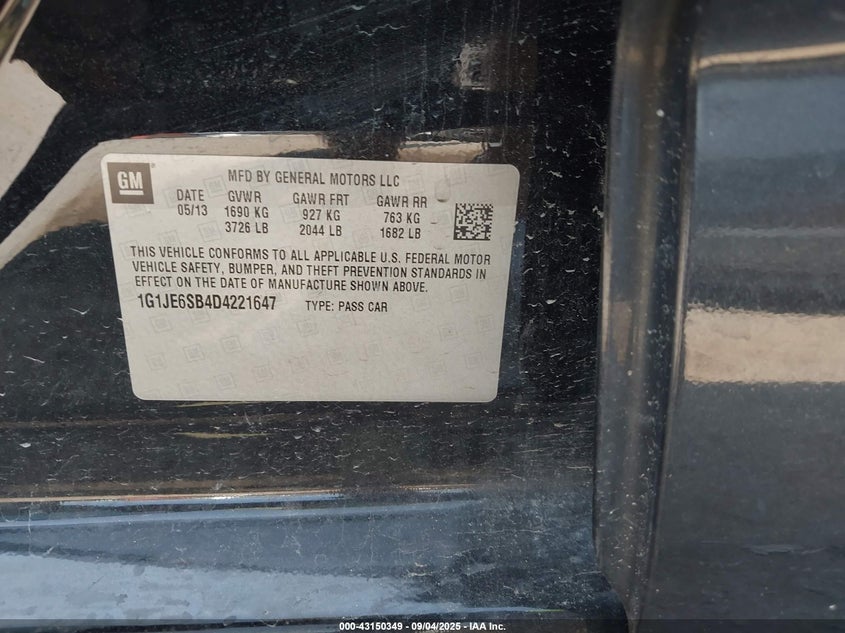 GM
MFD BY GENERAL MOTORS LLC
DATE GVWR GAWR FRT GAWR RR
05/13 1690 KG 927 KG 763 KG
3726 LB 2044 LB 1682 LB
THIS VEHICLE CONFORMS TO ALL APPLICABLE U.S. FEDERAL MOTOR
VEHICLE SAFETY, BUMPER, AND THEFT PREVENTION STANDARDS IN
EFFECT ON THE DATE OF MANUFACTURE SHOWN ABOVE.
1G1JE6SB4D4221647 TYPE: PASS CAR
000-43150349 - 09/04/2025 - IAA Inc.